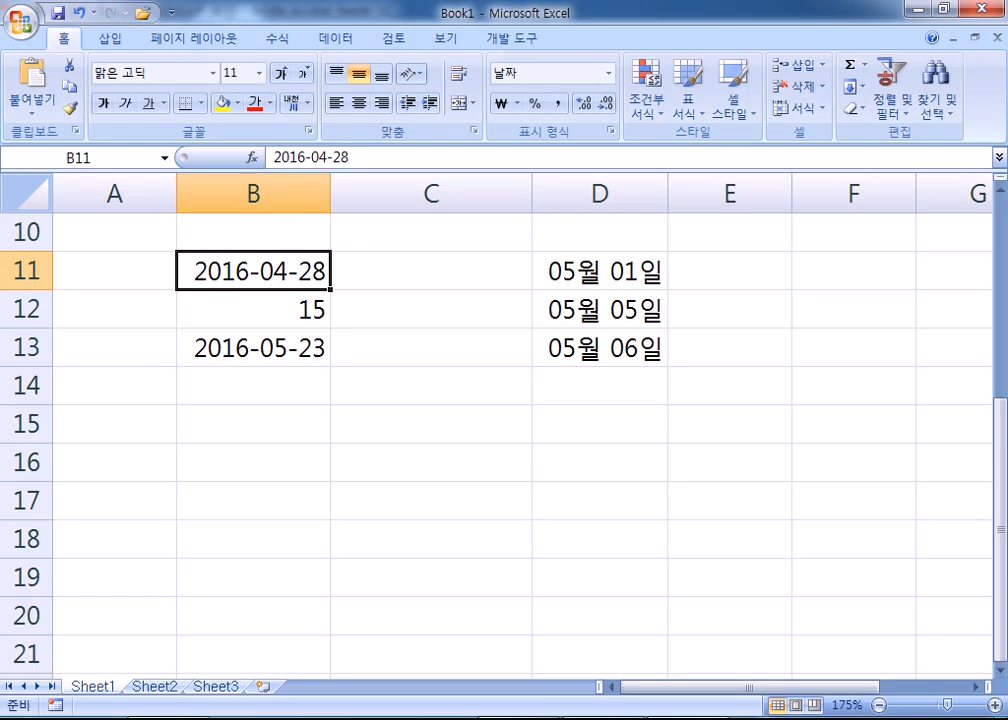 Book1 - Microsoft Excel
홈 삽입 페이지 레이아웃 수식 데이터 검토 보기 개발 도구
붙여넣기
클립보드
맑은 고딕 11
가 가 가
글꼴
맞춤
날짜
표시 형식
조건부 서식
표 서식
셀 스타일
스타일
삽입
삭제
서식
셀
정렬 및 필터
찾기 및 선택
편집
B11 fx 2016-04-28
A B C D E F G
10
11 2016-04-28 05월 01일
12 15 05월 05일
13 2016-05-23 05월 06일
14
15
16
17
18
19
20
21
Sheet1 Sheet2 Sheet3
준비 175%